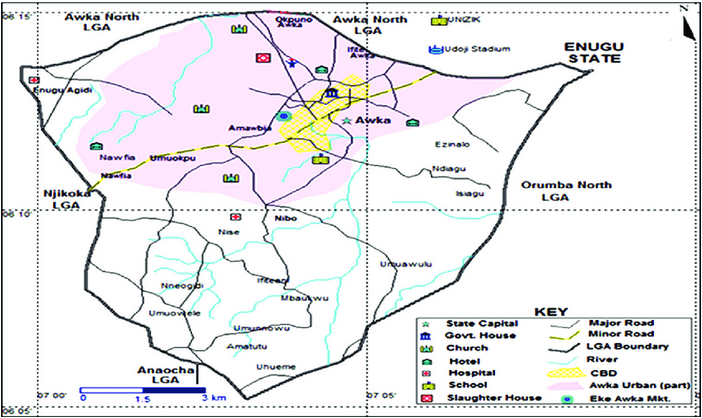 06 15'
Awka North
LGA
Okpuno
Awka
Awka North
LGA
UNIZIK
Ifite
Awka
Udoji Stadium
N
ENUGU
STATE
Enugu Agidi
Amawbia
Awka
Ezinalo
Nawfia
Umuokpu
Ndiagu
Nawfia
Isiagu
Njikoka
LGA
Orumba North
LGA
06 10'
Nibo
Nise
Umuawulu
Nneogidi
Ifiteani
Mbaukwu
Umuowele
Umunnowu
Amatutu
Uhueme
Anaocha
LGA
KEY
State Capital
Govt. House
Church
Hotel
Hospital
School
Slaughter House
Major Road
Minor Road
LGA Boundary
River
CBD
Awka Urban (part)
Eke Awka Mkt.
0 1.5 3 km
06 05'
07 00'
07 05'